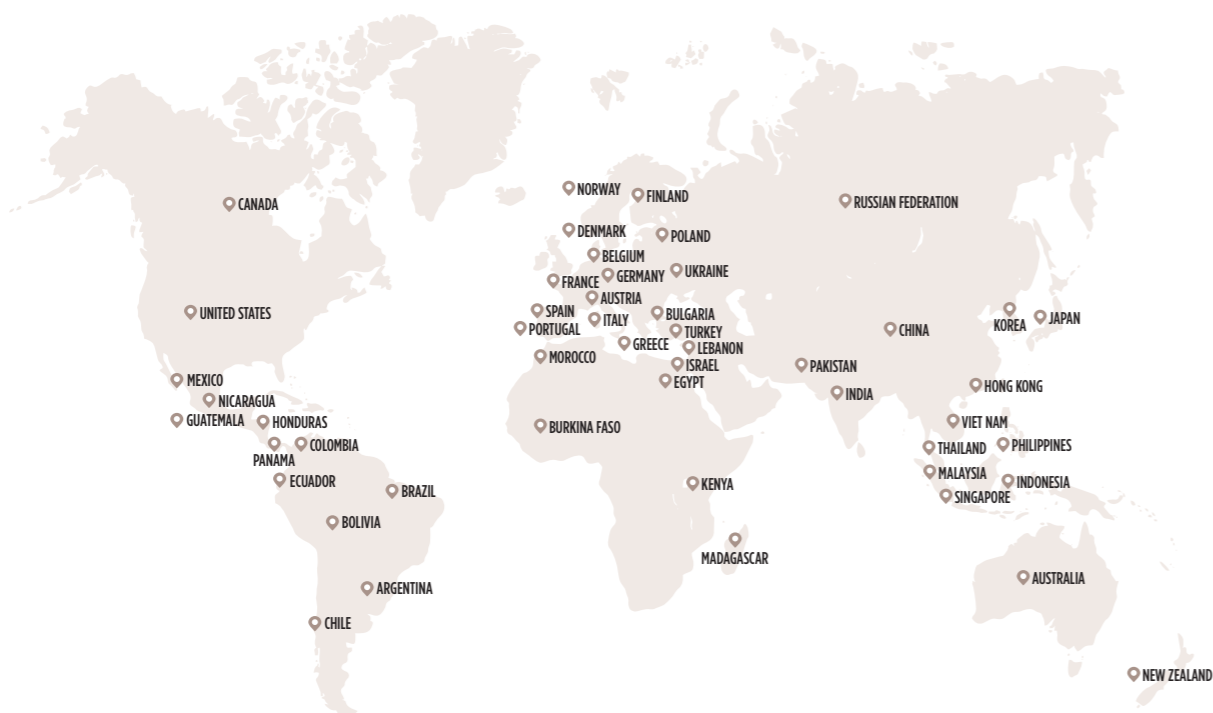 NORWAY
FINLAND
CANADA
RUSSIAN FEDERATION
DENMARK
POLAND
BELGIUM
UKRAINE
GERMANY
FRANCE
AUSTRIA
SPAIN
UNITED STATES
BULGARIA
ITALY
KOREA
JAPAN
PORTUGAL
TURKEY
CHINA
GREECE
LEBANON
MOROCCO
ISRAEL
PAKISTAN
MEXICO
EGYPT
HONG KONG
INDIA
NICARAGUA
GUATEMALA
HONDURAS
VIET NAM
BURKINA FASO
COLOMBIA
PHILIPPINES
THAILAND
PANAMA
MALAYSIA
ECUADOR
INDONESIA
KENYA
BRAZIL
SINGAPORE
BOLIVIA
MADAGASCAR
AUSTRALIA
ARGENTINA
CHILE
NEW ZEALAND